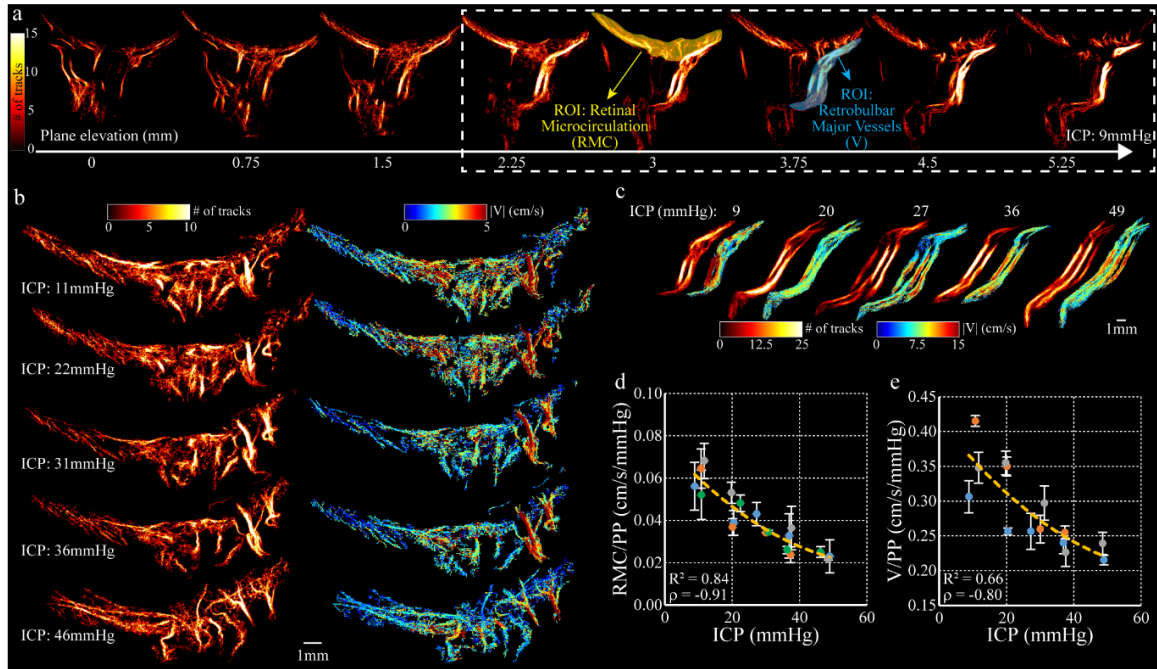 a
15
10
5
0
# of tracks
ROI: Retinal
Microcirculation
(RMC)
ROI:
Retrobulbar
Major Vessels
(V)
Plane elevation (mm)
ICP: 9mmHg
0 0.75 1.5 2.25 3 3.75 4.5 5.25
b
# of tracks
0 10
|V| (cm/s)
0 5
ICP: 11mmHg
ICP: 22mmHg
ICP: 31mmHg
ICP: 36mmHg
ICP: 46mmHg
1mm
c
ICP (mmHg): 9 20 27 36 49
# of tracks
0 12.5 25
|V| (cm/s)
0 7.5 15
1mm
d
RMC/PP (cm/s/mmHg)
0.10
0.08
0.06
0.04
0.02
0.00
R² = 0.84
ρ = -0.91
0 20 40 60
ICP (mmHg)
e
V/PP (cm/s/mmHg)
0.45
0.40
0.35
0.30
0.25
0.20
0.15
R² = 0.66
ρ = -0.80
0 20 40 60
ICP (mmHg)